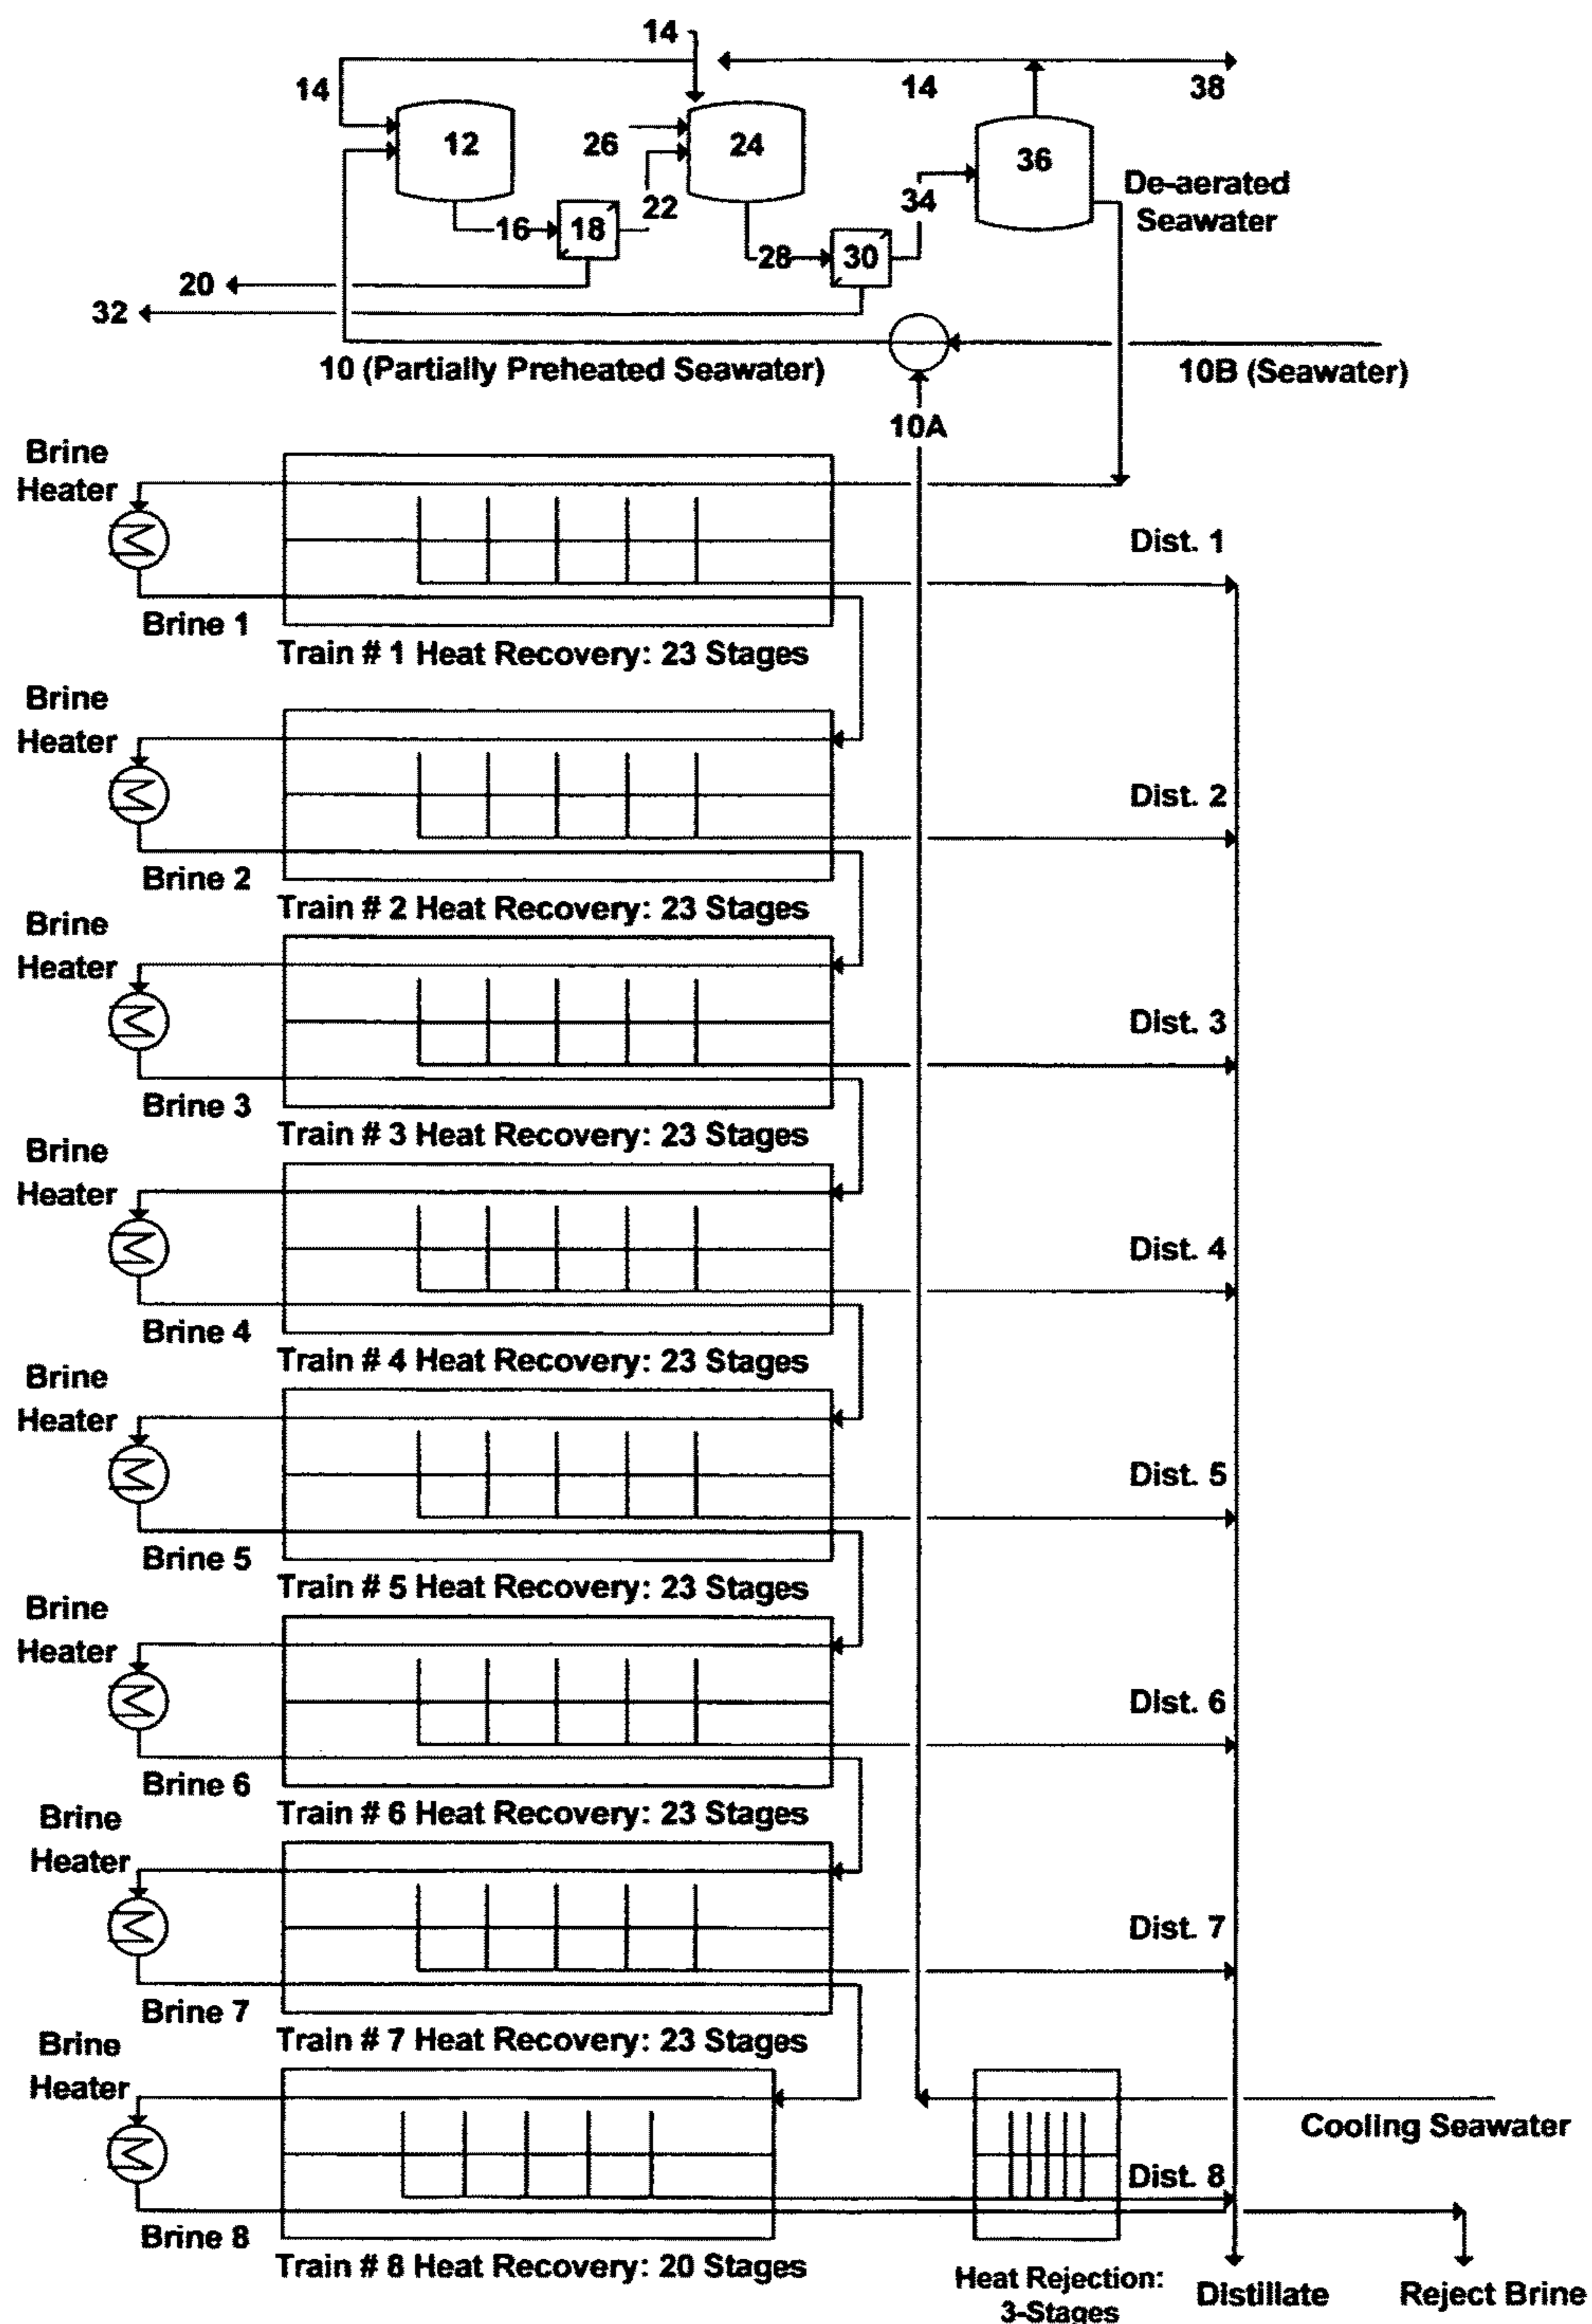 14
14
14
38
12
26
24
36
De-aerated
Seawater
34
22
16
18
28
30
20
32
10 (Partially Preheated Seawater)
10B (Seawater)
10A
Brine
Heater
Dist. 1
Brine 1
Train # 1 Heat Recovery: 23 Stages
Brine
Heater
Dist. 2
Brine 2
Train # 2 Heat Recovery: 23 Stages
Brine
Heater
Dist. 3
Brine 3
Train # 3 Heat Recovery: 23 Stages
Brine
Heater
Dist. 4
Brine 4
Train # 4 Heat Recovery: 23 Stages
Brine
Heater
Dist. 5
Brine 5
Train # 5 Heat Recovery: 23 Stages
Brine
Heater
Dist. 6
Brine 6
Train # 6 Heat Recovery: 23 Stages
Brine
Heater
Dist. 7
Brine 7
Train # 7 Heat Recovery: 23 Stages
Brine
Heater
Cooling Seawater
Dist. 8
Brine 8
Train # 8 Heat Recovery: 20 Stages
Heat Rejection:
3-Stages
Distillate
Reject Brine